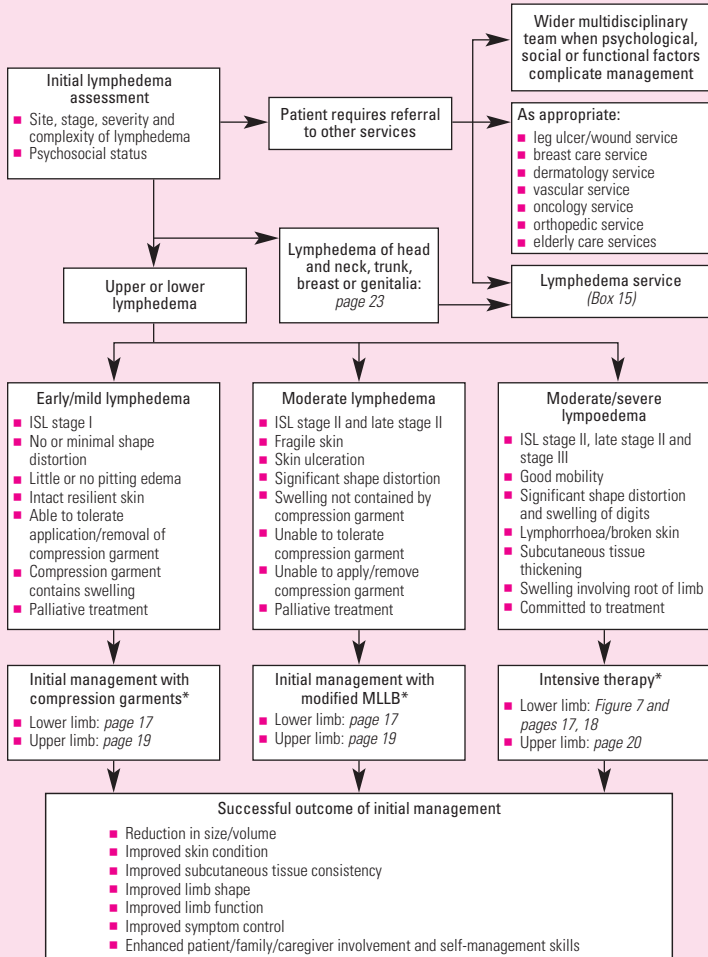 Initial lymphedema
assessment
■ Site, stage, severity and
complexity of lymphedema
■ Psychosocial status
Patient requires referral
to other services
Wider multidisciplinary
team when psychological,
social or functional factors
complicate management
As appropriate:
■ leg ulcer/wound service
■ breast care service
■ dermatology service
■ vascular service
■ oncology service
■ orthopedic service
■ elderly care services
Upper or lower
lymphedema
Lymphedema of head
and neck, trunk,
breast or genitalia:
page 23
Lymphedema service
(Box 15)
Early/mild lymphedema
■ ISL stage I
■ No or minimal shape
distortion
■ Little or no pitting edema
■ Intact resilient skin
■ Able to tolerate
application/removal of
compression garment
■ Compression garment
contains swelling
■ Palliative treatment
Moderate lymphedema
■ ISL stage II and late stage II
■ Fragile skin
■ Skin ulceration
■ Significant shape distortion
■ Swelling not contained by
compression garment
■ Unable to tolerate
compression garment
■ Unable to apply/remove
compression garment
■ Palliative treatment
Moderate/severe
lympoedema
■ ISL stage II, late stage II and
stage III
■ Good mobility
■ Significant shape distortion
and swelling of digits
■ Lymphorrhoea/broken skin
■ Subcutaneous tissue
thickening
■ Swelling involving root of limb
■ Committed to treatment
Initial management with
compression garments*
■ Lower limb: page 17
■ Upper limb: page 19
Initial management with
modified MLLB*
■ Lower limb: page 17
■ Upper limb: page 19
Intensive therapy*
■ Lower limb: Figure 7 and
pages 17, 18
■ Upper limb: page 20
Successful outcome of initial management
■ Reduction in size/volume
■ Improved skin condition
■ Improved subcutaneous tissue consistency
■ Improved limb shape
■ Improved limb function
■ Improved symptom control
■ Enhanced patient/family/caregiver involvement and self-management skills